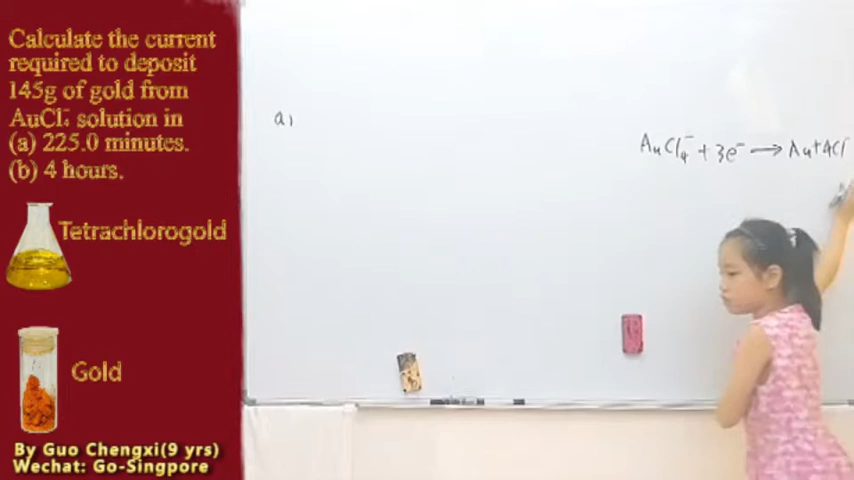 Calculate the current
required to deposit
145g of gold from
AuCl₄⁻ solution in
(a) 225.0 minutes.
(b) 4 hours.
Tetrachlorogold
Gold
By Guo Chengxi(9 yrs)
Wechat: Go-Singpore
a,
AuCl₄⁻ + 3e⁻ → Au + 4Cl⁻